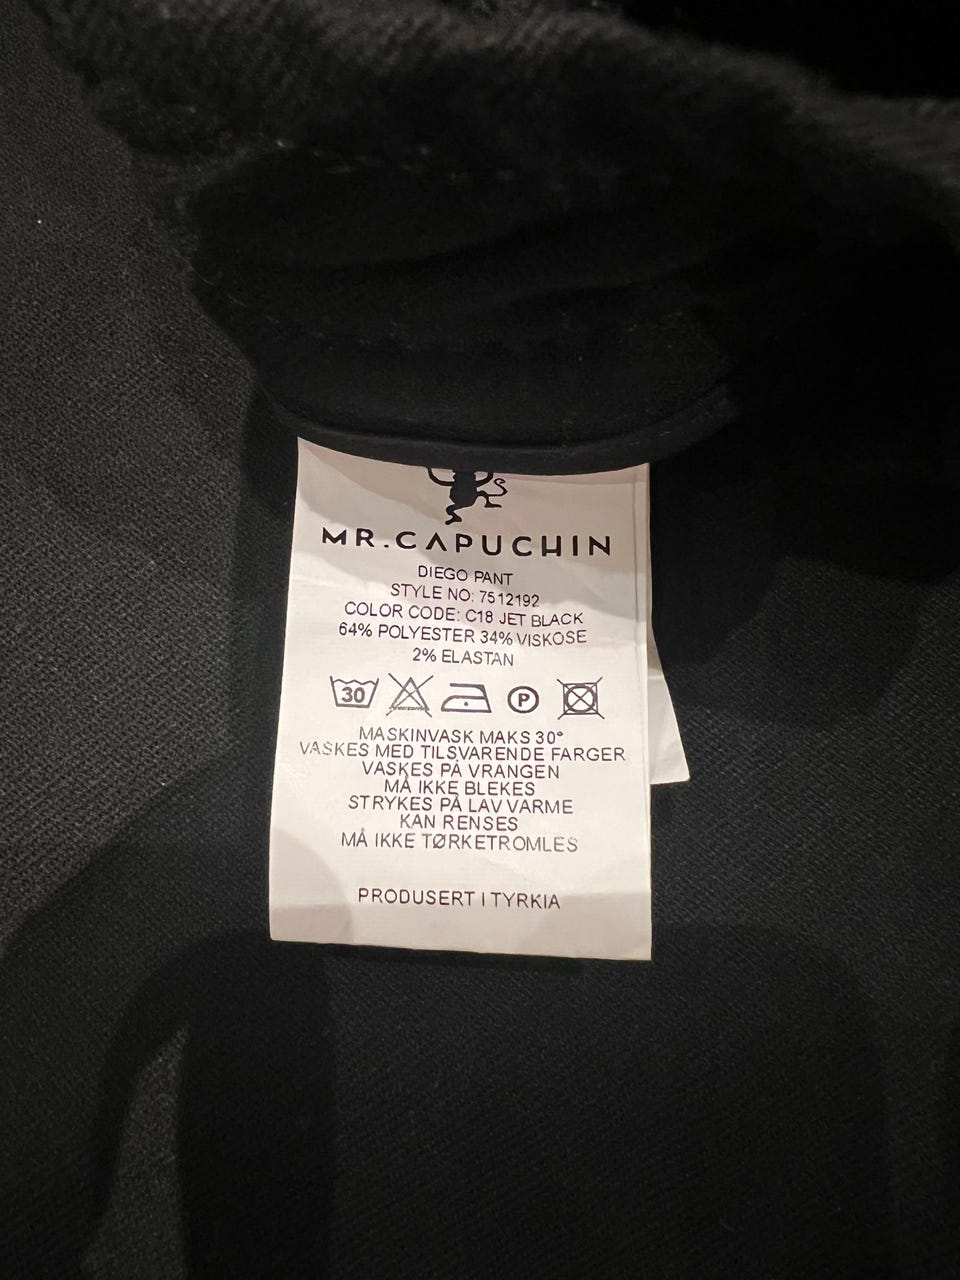 MR.CAPUCHIN
DIEGO PANT
STYLE NO: 7512192
COLOR CODE: C18 JET BLACK
64% POLYESTER 34% VISKOSE
2% ELASTAN
30 P
MASKINVASK MAKS 30°
VASKES MED TILSVARENDE FARGER
VASKES PÅ VRANGEN
MÅ IKKE BLEKES
STRYKES PÅ LAV VARME
KAN RENSES
MÅ IKKE TØRKETROMLES
PRODUSERT I TYRKIA